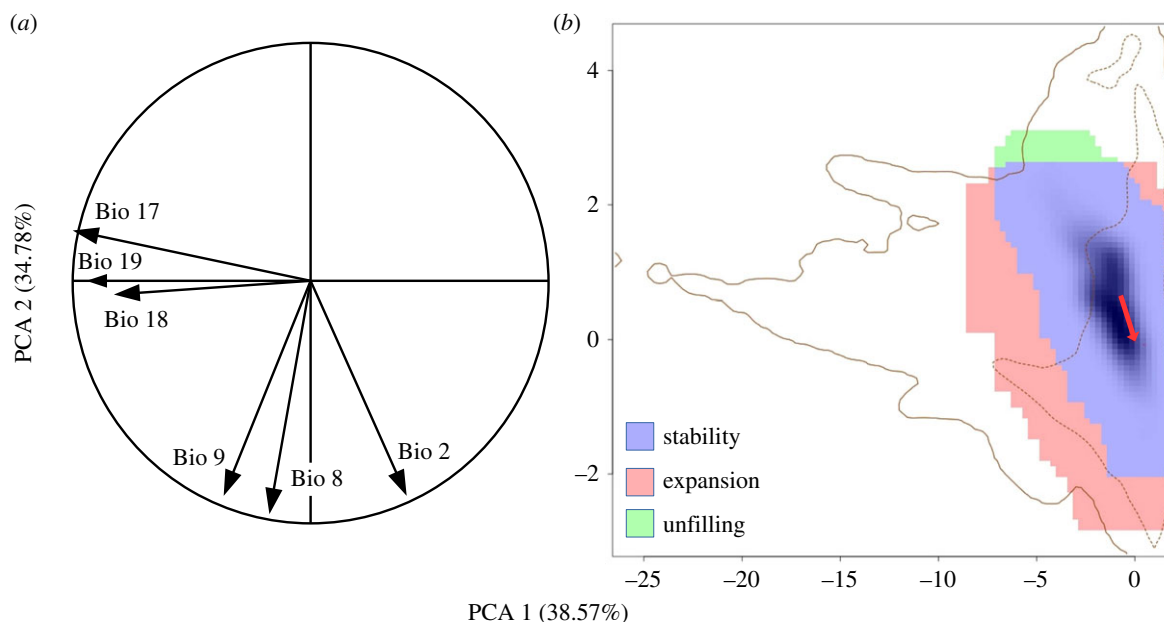 (a)
PCA 2 (34.78%)
Bio 17
Bio 19
Bio 18
Bio 9
Bio 8
Bio 2
(b)
4
2
0
–2
stability
expansion
unfilling
–25 –20 –15 –10 –5 0
PCA 1 (38.57%)